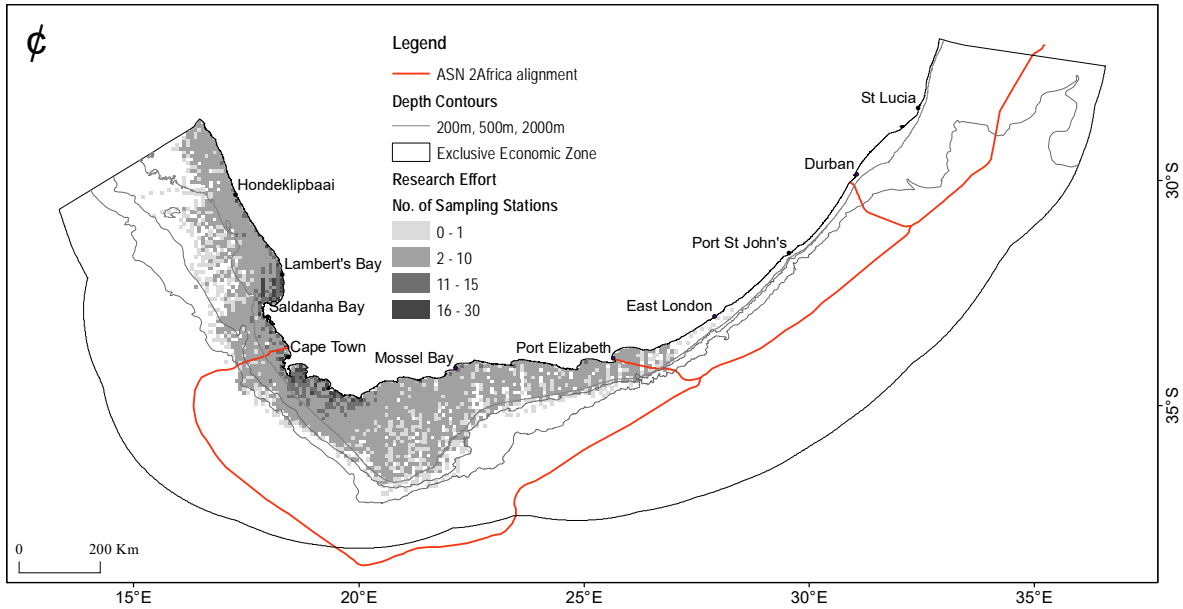 ¢
Legend
ASN 2Africa alignment
Depth Contours
200m, 500m, 2000m
Exclusive Economic Zone
Research Effort
No. of Sampling Stations
0 - 1
2 - 10
11 - 15
16 - 30
St Lucia
Durban
Hondeklipbaai
Port St John's
Lambert's Bay
East London
Saldanha Bay
Cape Town
Mossel Bay
Port Elizabeth
30°S
35°S
0 200 Km
15°E 20°E 25°E 30°E 35°E